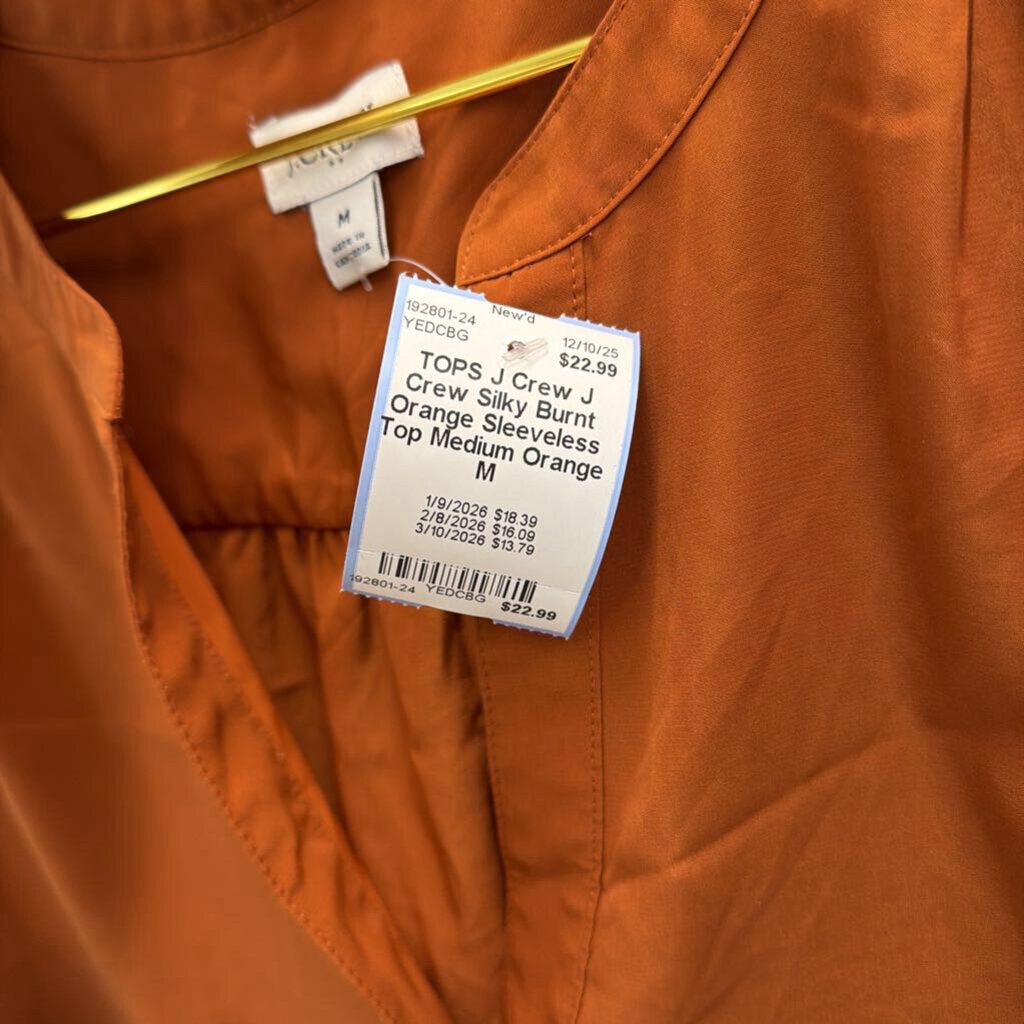 M
MADE IN
192801-24
YEDCBG
New'd
12/10/25
$22.99
TOPS J Crew J
Crew Silky Burnt
Orange Sleeveless
Top Medium Orange
M
1/9/2026 $18.39
2/8/2026 $16.09
3/10/2026 $13.79
192801-24 YEDCBG $22.99